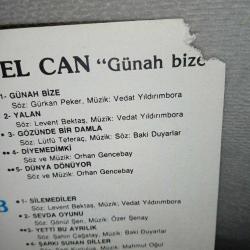 EL CAN "Günah bize
1- GÜNAH BİZE
Söz: Gürkan Peker, Müzik: Vedat Yıldırımbora
2- YALAN
Söz: Levent Bektaş, Müzik: Vedat Yıldırımbora
• 3- GÖZÜNDE BİR DAMLA
Söz: Lütfü Teferaç, Müzik: Söz: Baki Duyarlar
••4- DİYEMEDİMKİ
Söz ve Müzik: Orhan Gencebay
••5- DÜNYA DÖNÜYOR
Söz ve Müzik: Orhan Gencebay
B
• 1- SİLEMEDİLER
Söz: Levent Bektaş, Müzik: Vedat Yıldırımbora
•• 2- SEVDA OYUNU
Söz: Gönül Şen, Müzik: Özer Şenay
••3- YETTİ BU AYRILIK
Söz: Şahin Çağatay, Müzik: Baki Duyarlar
••4- ŞARKI SUNAN DİLLER
Müzik: Mahmut Oğul